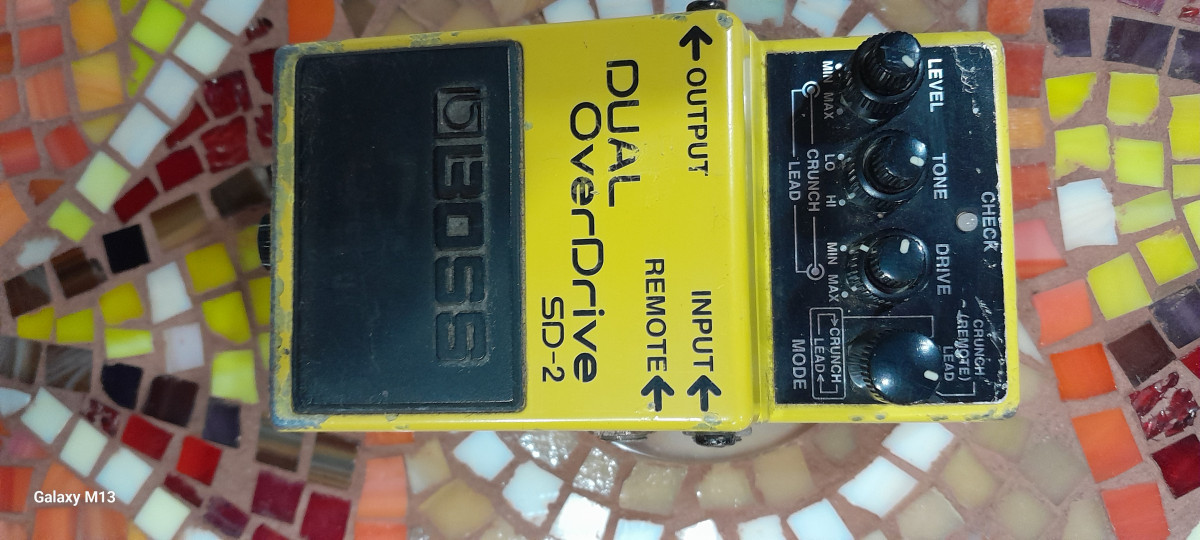 CHECK
LEVEL
TONE
DRIVE
CRUNCH
(REMOTE)
LEAD
MIN
MAX
LO
HI
MIN
MAX
CRUNCH
LEAD
CRUNCH
LEAD
MODE
OUTPUT
INPUT
REMOTE
DUAL
OverDrive
SD-2
BOSS
Galaxy M13